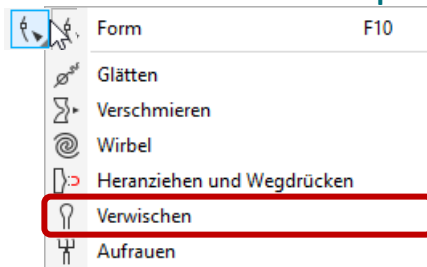 Form F10
Glätten
Verschmieren
Wirbel
Heranziehen und Wegdrücken
Verwischen
Aufrauen